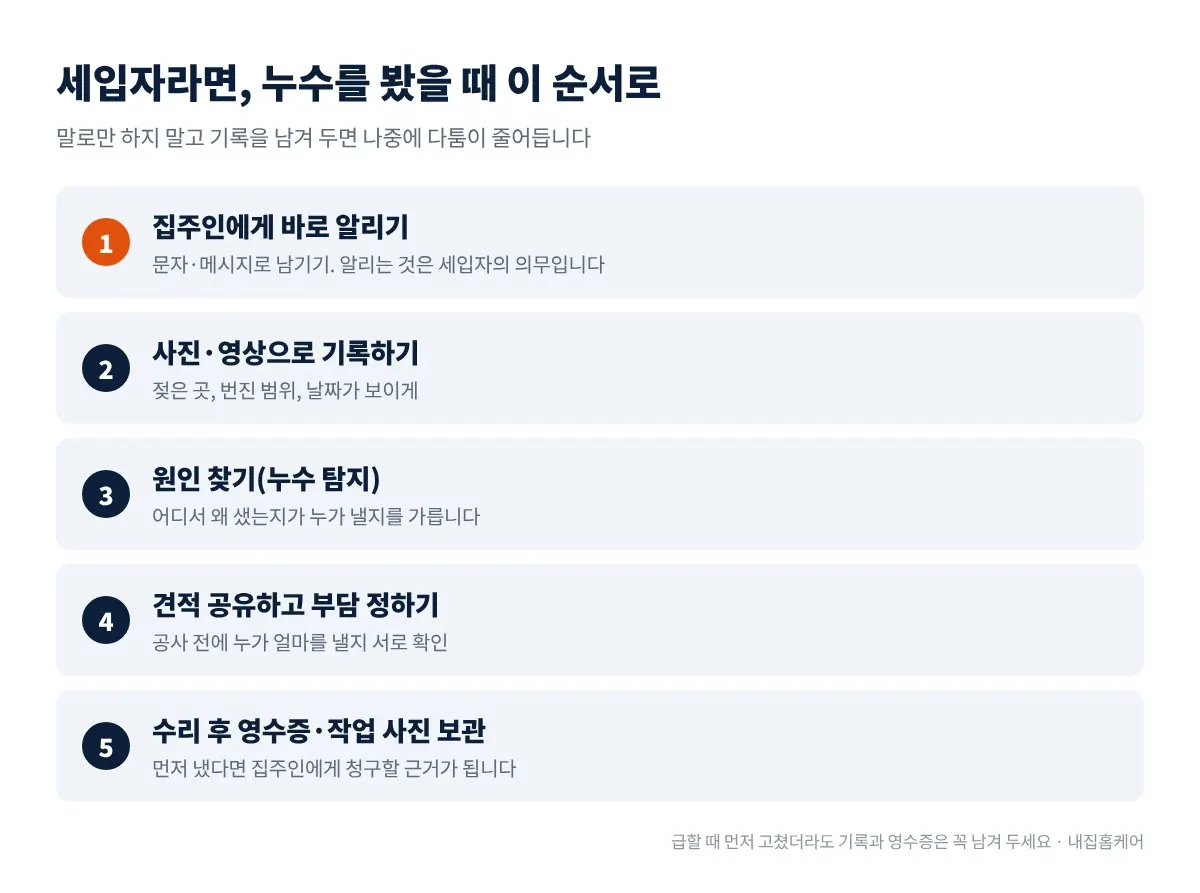 세입자라면, 누수를 봤을 때 이 순서로
말로만 하지 말고 기록을 남겨 두면 나중에 다툼이 줄어듭니다
1
집주인에게 바로 알리기
문자·메시지로 남기기. 알리는 것은 세입자의 의무입니다
2
사진·영상으로 기록하기
젖은 곳, 번진 범위, 날짜가 보이게
3
원인 찾기(누수 탐지)
어디서 왜 샜는지가 누가 낼지를 가릅니다
4
견적 공유하고 부담 정하기
공사 전에 누가 얼마를 낼지 서로 확인
5
수리 후 영수증·작업 사진 보관
먼저 냈다면 집주인에게 청구할 근거가 됩니다
급할 때 먼저 고쳤더라도 기록과 영수증은 꼭 남겨 두세요 · 내집홈케어